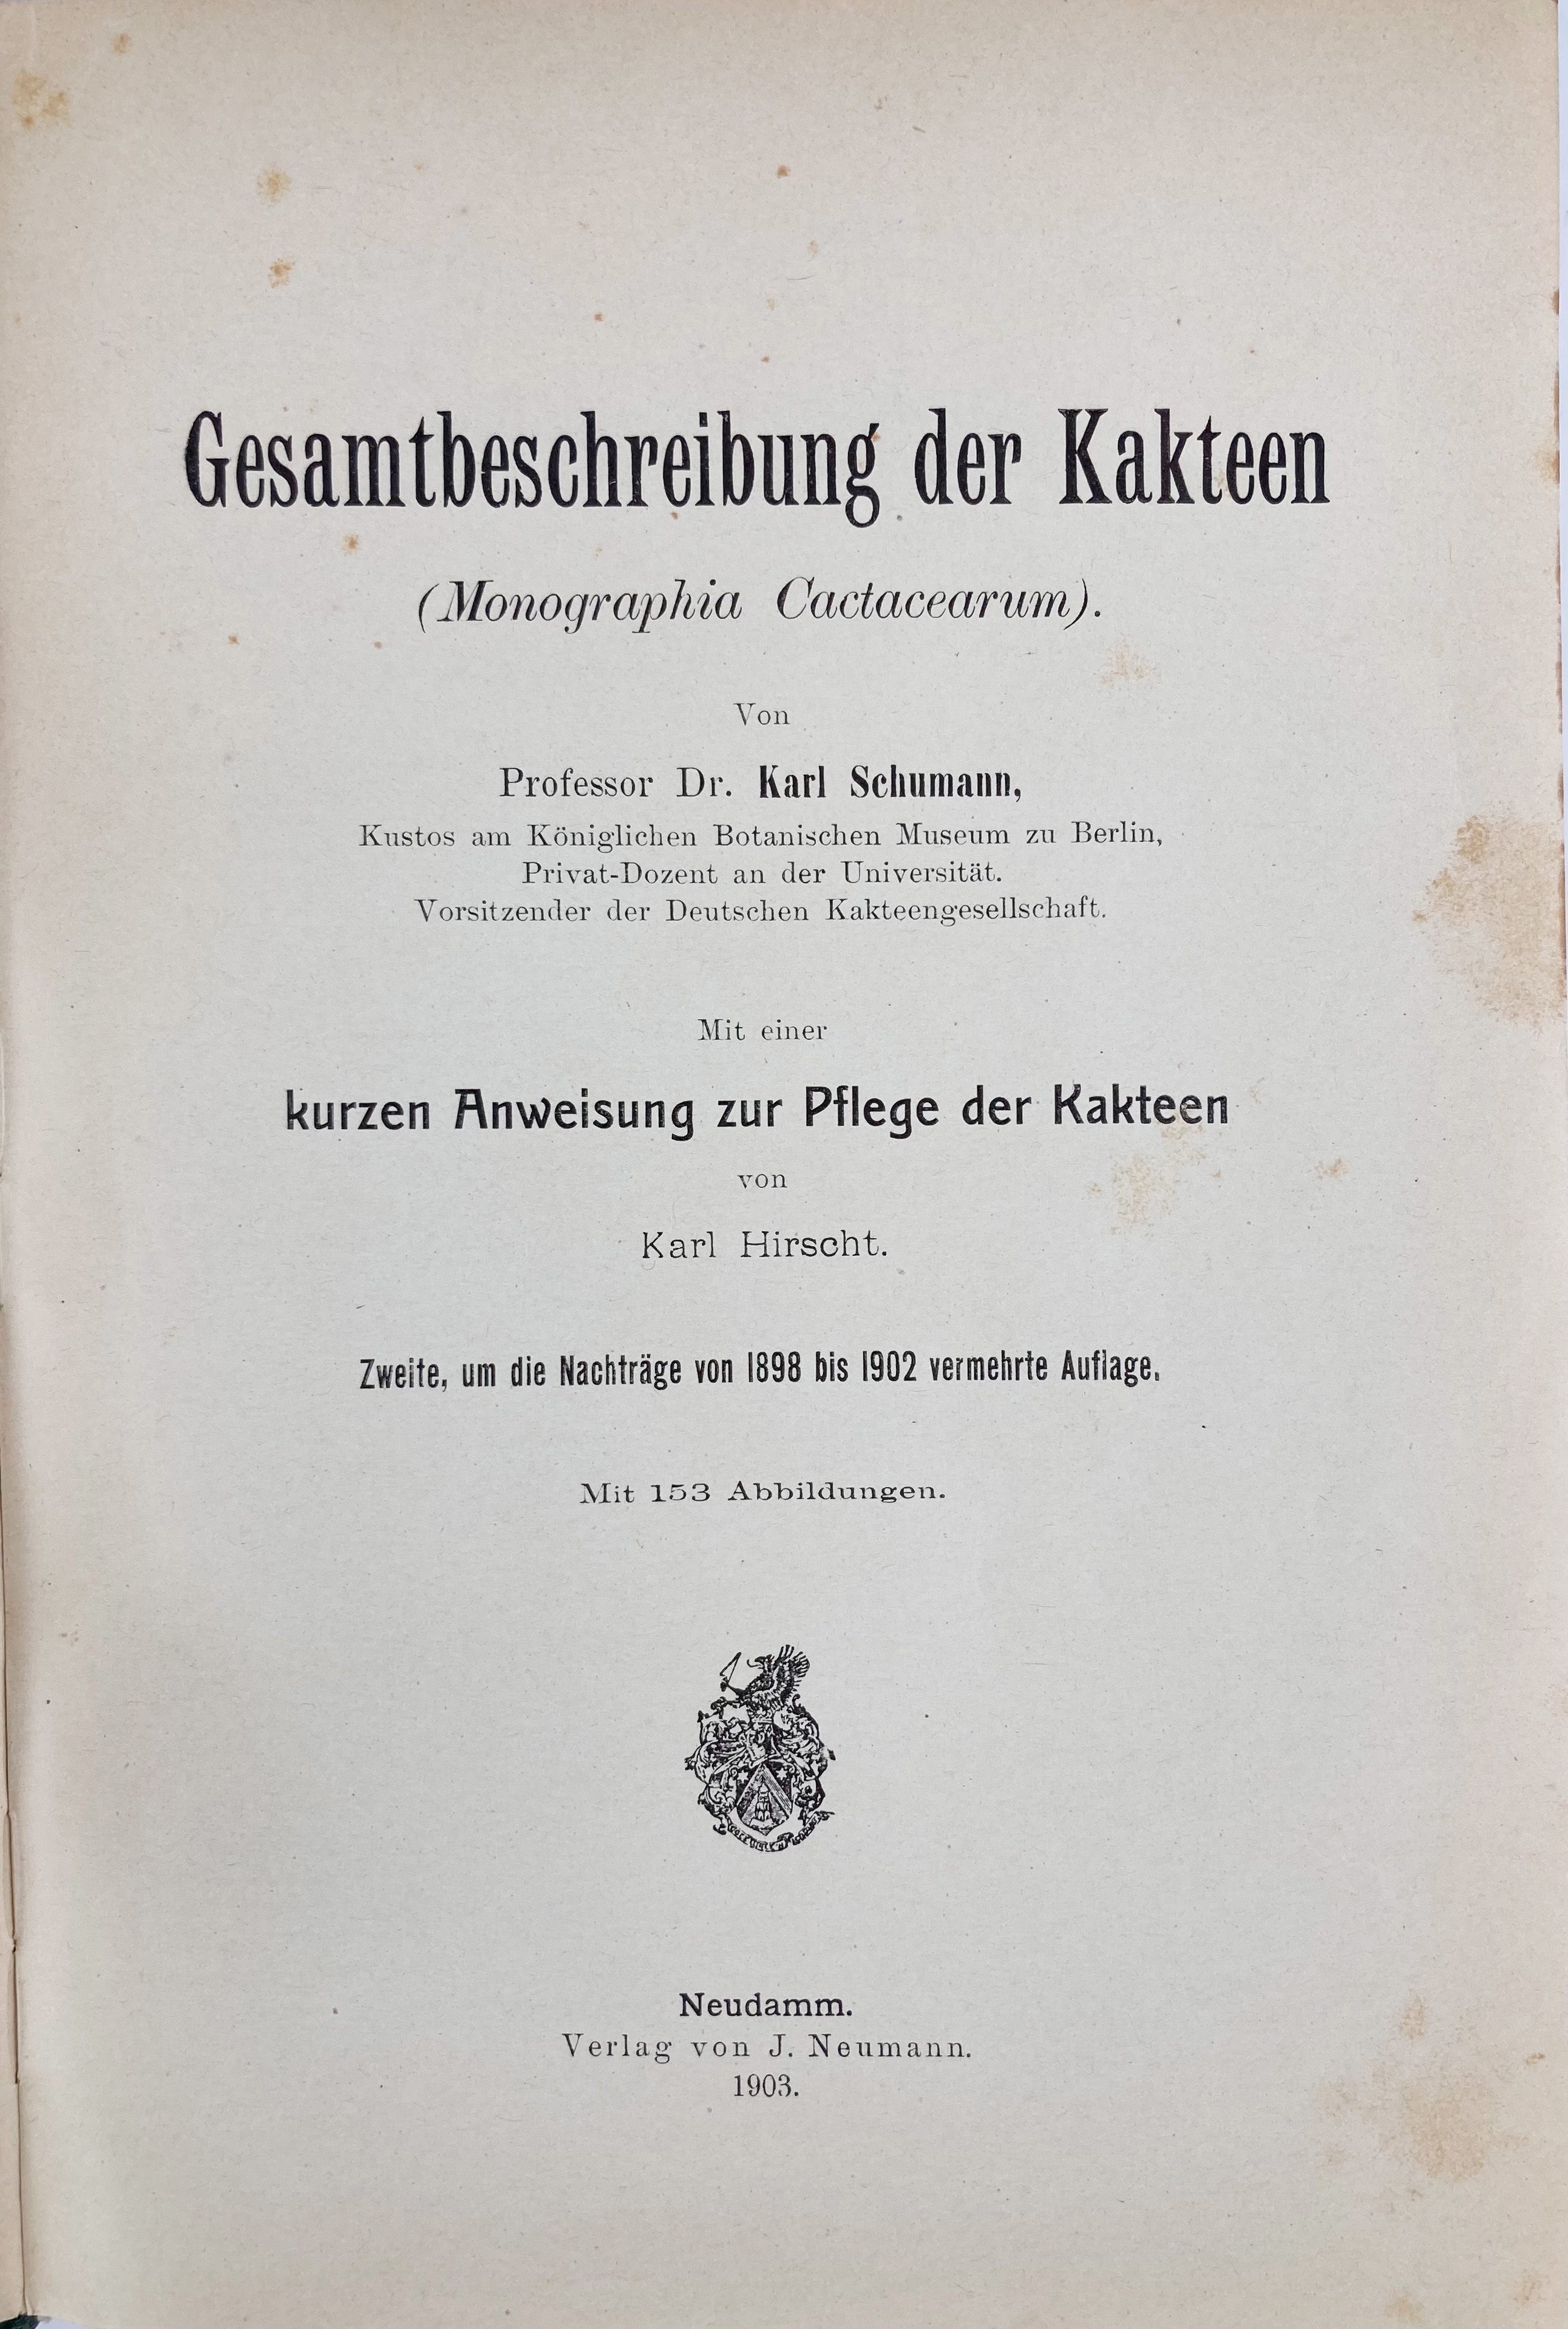 Gesamtbeschreibung der Kakteen
(Monographia Cactacearum).
Von
Professor Dr. Karl Schumann,
Kustos am Königlichen Botanischen Museum zu Berlin,
Privat-Dozent an der Universität.
Vorsitzender der Deutschen Kakteengesellschaft.
Mit einer
kurzen Anweisung zur Pflege der Kakteen
von
Karl Hirscht.
Zweite, um die Nachträge von 1898 bis 1902 vermehrte Auflage.
Mit 153 Abbildungen.
Neudamm.
Verlag von J. Neumann.
1903.